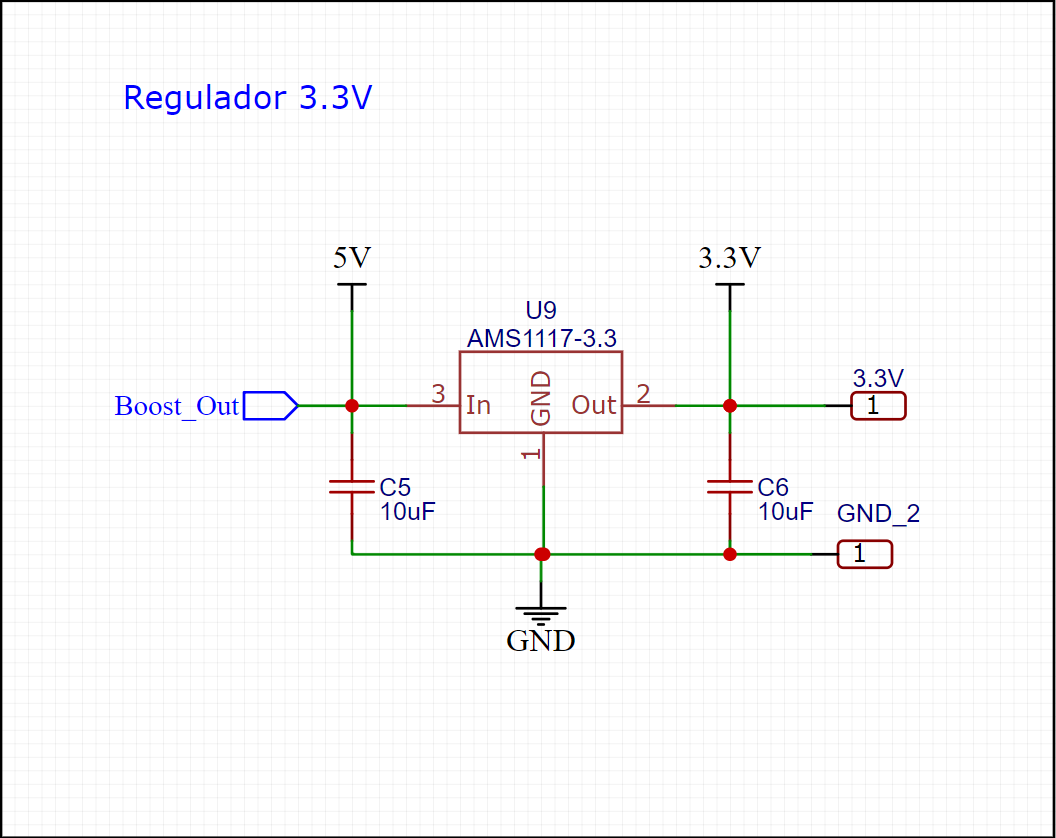 Regulador 3.3V
5V
3.3V
U9
AMS1117-3.3
Boost_Out
3
In
GND
Out
2
1
3.3V
1
C5
10uF
C6
10uF
GND_2
1
GND